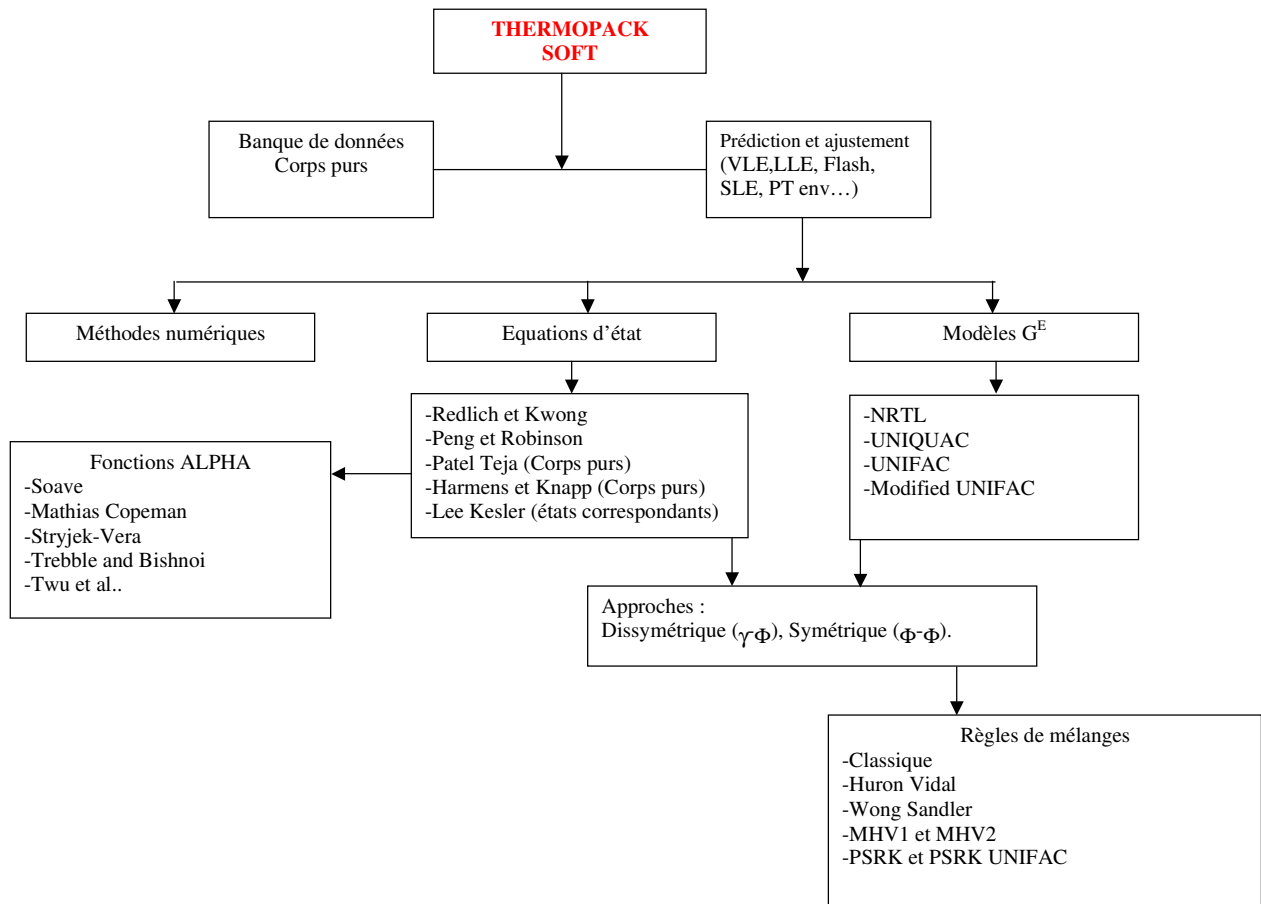 THERMOPACK
SOFT
Banque de données
Corps purs
Prédiction et ajustement
(VLE,LLE, Flash,
SLE, PT env…)
Méthodes numériques
Equations d’état
Modèles G^E
-Redlich et Kwong
-Peng et Robinson
-Patel Teja (Corps purs)
-Harmens et Knapp (Corps purs)
-Lee Kesler (états correspondants)
-NRTL
-UNIQUAC
-UNIFAC
-Modified UNIFAC
Fonctions ALPHA
-Soave
-Mathias Copeman
-Stryjek-Vera
-Trebble and Bishnoi
-Twu et al..
Approches :
Dissymétrique (γ-Φ), Symétrique (Φ-Φ).
Règles de mélanges
-Classique
-Huron Vidal
-Wong Sandler
-MHV1 et MHV2
-PSRK et PSRK UNIFAC